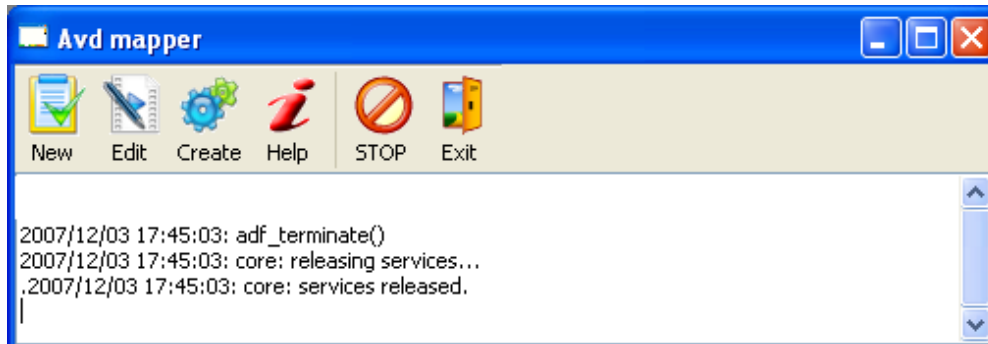 Avd mapper
New Edit Create Help STOP Exit
2007/12/03 17:45:03: adf_terminate()
2007/12/03 17:45:03: core: releasing services...
.2007/12/03 17:45:03: core: services released.